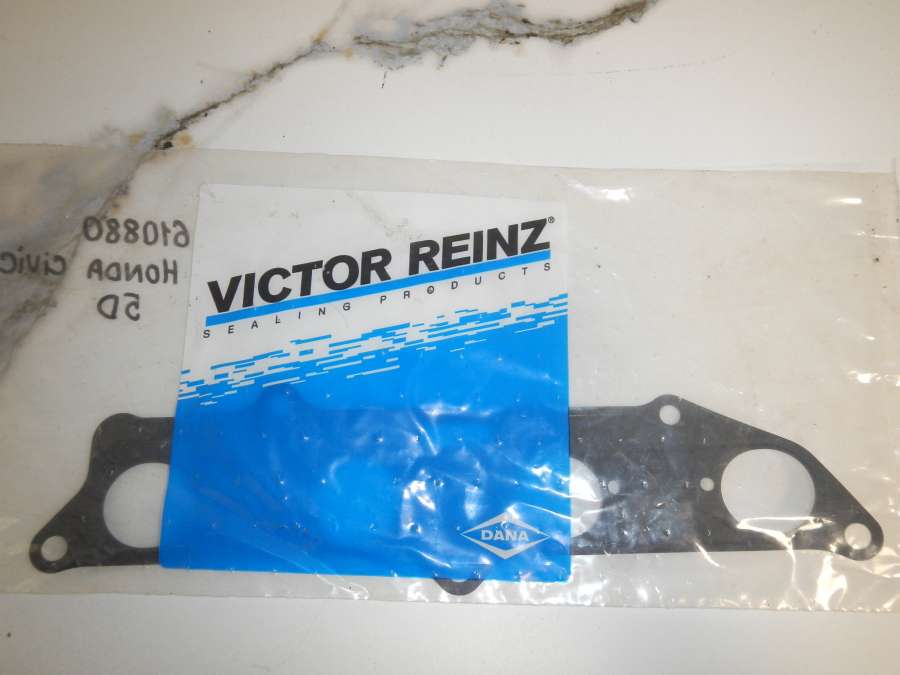 610880
HONDA CIVIC
5D
VICTOR REINZ®
SEALING PRODUCTS
DANA